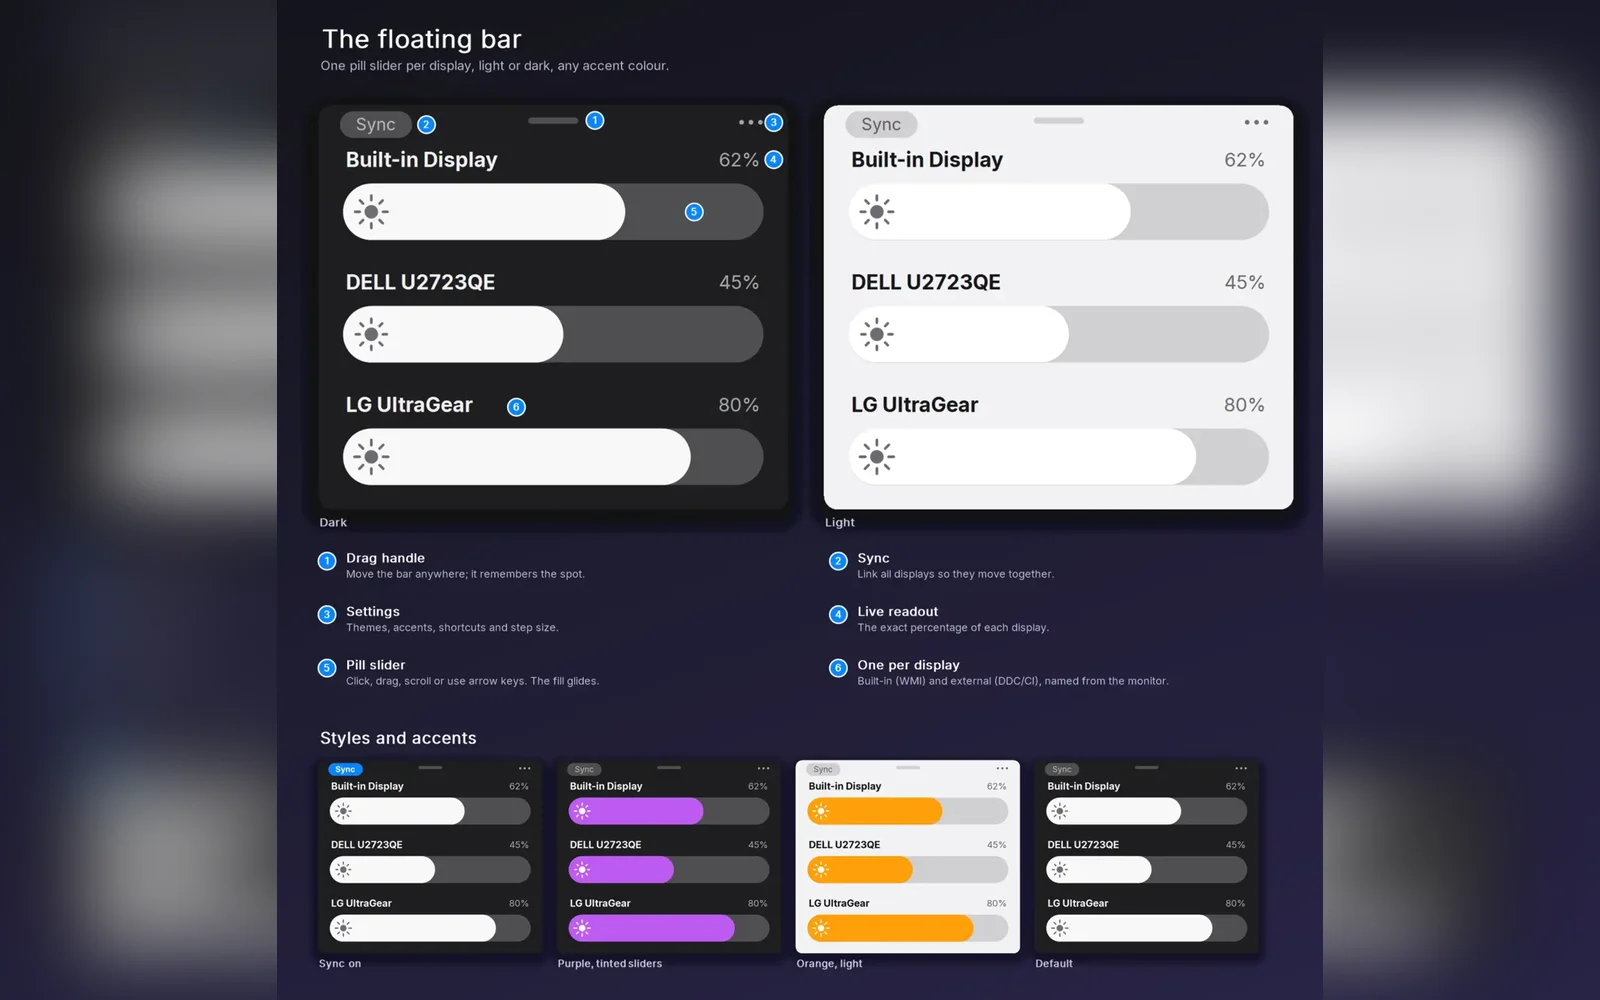 The floating bar
One pill slider per display, light or dark, any accent colour.
Sync 2 1 3
Built-in Display 62% 4
5
DELL U2723QE 45%
LG UltraGear 6 80%
Dark
Sync
Built-in Display 62%
DELL U2723QE 45%
LG UltraGear 80%
Light
1 Drag handle
Move the bar anywhere; it remembers the spot.
2 Sync
Link all displays so they move together.
3 Settings
Themes, accents, shortcuts and step size.
4 Live readout
The exact percentage of each display.
5 Pill slider
Click, drag, scroll or use arrow keys. The fill glides.
6 One per display
Built-in (WMI) and external (DDC/CI), named from the monitor.
Styles and accents
Sync
Built-in Display 62%
DELL U2723QE 45%
LG UltraGear 80%
Sync on
Sync
Built-in Display 62%
DELL U2723QE 45%
LG UltraGear 80%
Purple, tinted sliders
Sync
Built-in Display 62%
DELL U2723QE 45%
LG UltraGear 80%
Orange, light
Sync
Built-in Display 62%
DELL U2723QE 45%
LG UltraGear 80%
Default